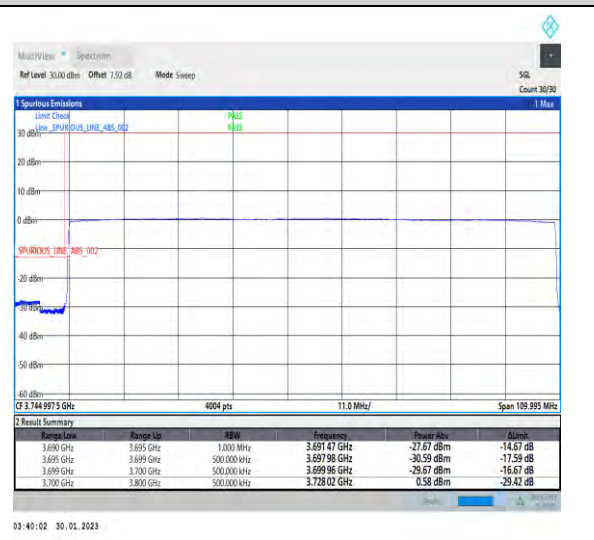 MultiView Spectrum
Ref Level 30.00 dBm Offset 7.92 dB Mode Sweep SGL
Count 30/30
1 Spurious Emissions 1 Max
Limit Check PASS
Line _SPURIOUS_LINE_ABS_002 PASS
30 dBm
20 dBm
10 dBm
0 dBm
SPURIOUS_LINE_ABS_002
-20 dBm
-30 dBm
-40 dBm
-50 dBm
-60 dBm
CF 3.744 997 5 GHz 4004 pts 11.0 MHz/ Span 109.995 MHz
2 Result Summary
Range Low Range Up RBW Frequency Power Abs ΔLimit
3.690 GHz 3.695 GHz 1.000 MHz 3.691 47 GHz -27.67 dBm -14.67 dB
3.695 GHz 3.699 GHz 500.000 kHz 3.697 98 GHz -30.59 dBm -17.59 dB
3.699 GHz 3.700 GHz 500.000 kHz 3.699 96 GHz -29.67 dBm -16.67 dB
3.700 GHz 3.800 GHz 500.000 kHz 3.728 02 GHz 0.58 dBm -29.42 dB
03:40:02 30.01.2023